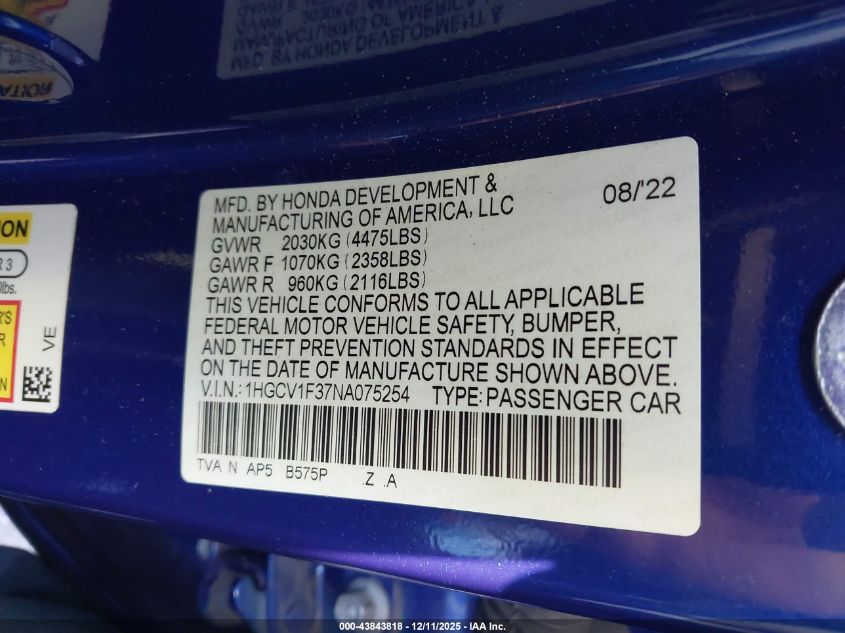 MFD. BY HONDA DEVELOPMENT &
MANUFACTURING OF AMERICA, LLC
08/'22
GVWR 2030KG (4475LBS)
GAWR F 1070KG (2358LBS)
GAWR R 960KG (2116LBS)
THIS VEHICLE CONFORMS TO ALL APPLICABLE
FEDERAL MOTOR VEHICLE SAFETY, BUMPER,
AND THEFT PREVENTION STANDARDS IN EFFECT
ON THE DATE OF MANUFACTURE SHOWN ABOVE.
V.I.N.: 1HGCV1F37NA075254 TYPE: PASSENGER CAR
TVA N AP5 B575P .Z .A
VE
000-43843818 - 12/11/2025 - IAA Inc.